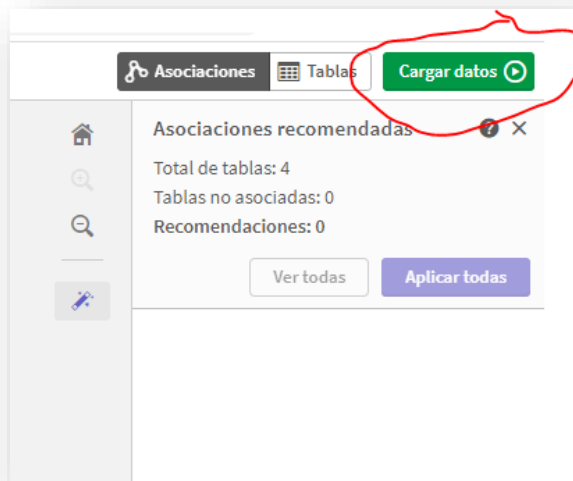 Asociaciones Tablas Cargar datos
Asociaciones recomendadas
Total de tablas: 4
Tablas no asociadas: 0
Recomendaciones: 0
Ver todas Aplicar todas